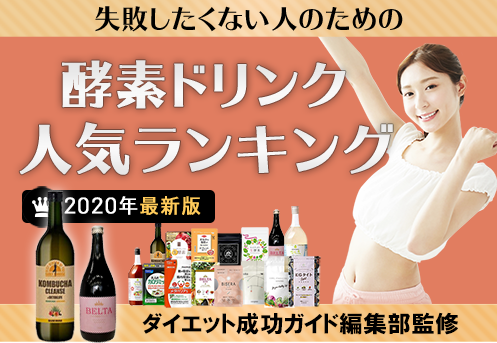 失敗したくない人のための
酵素ドリンク
人気ランキング
2020年最新版
KOMBUCHA
CLEANSE
BELTA
ダイエット成功ガイド編集部監修